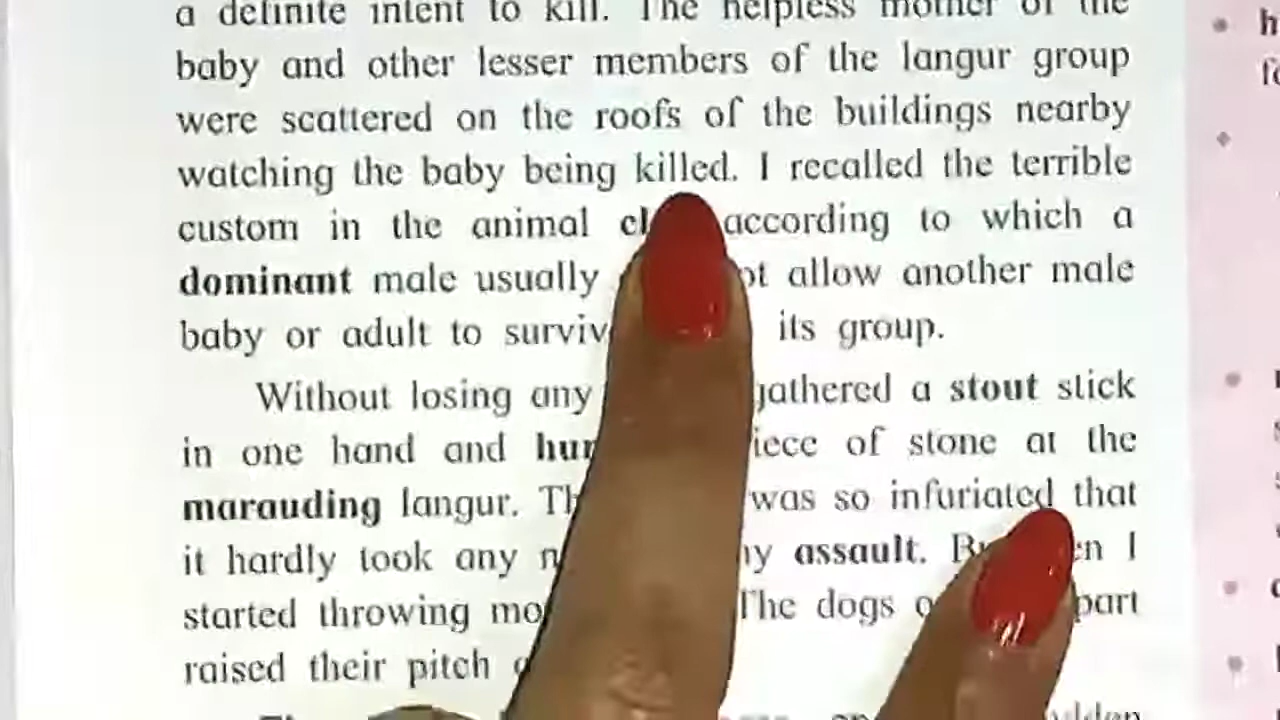 a definite intent to kill. The helpless mother of the
baby and other lesser members of the langur group
were scattered on the roofs of the buildings nearby
watching the baby being killed. I recalled the terrible
custom in the animal according to which a
dominant male usually allow another male
baby or adult to its group.
Without losing any gathered a stout stick
in one hand and of stone at the
marauding langur. was so infuriated that
it hardly took any assault. I
started throwing The dogs
raised their pitch